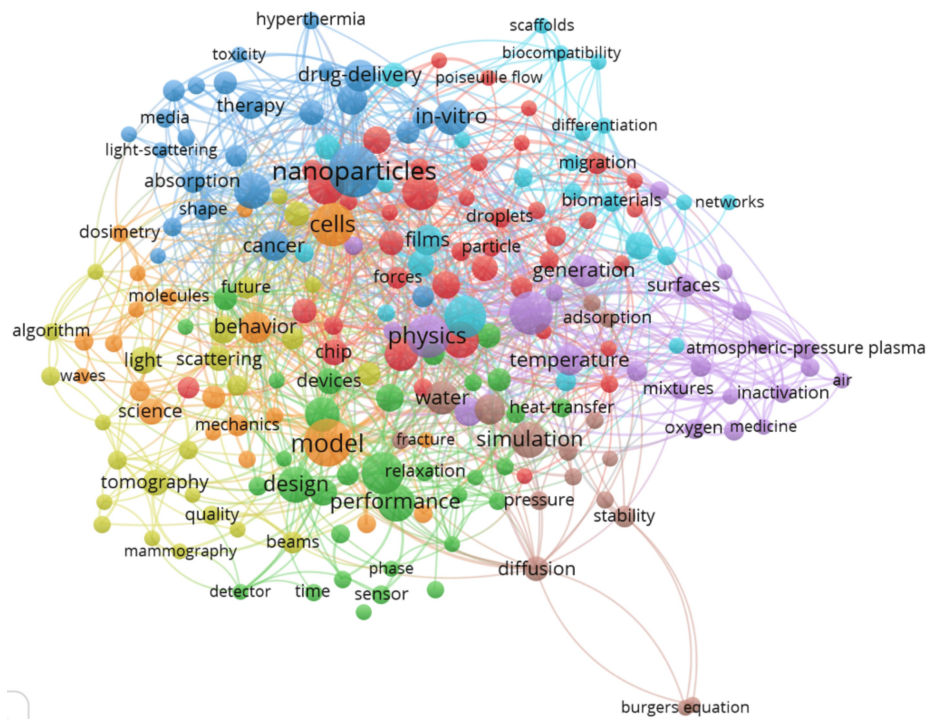 hyperthermia
scaffolds
toxicity
biocompatibility
drug-delivery
poiseuille flow
therapy
media
in-vitro
differentiation
light-scattering
migration
nanoparticles
absorption
biomaterials
networks
shape
droplets
cells
dosimetry
films
cancer
particle
generation
forces
surfaces
future
molecules
adsorption
behavior
algorithm
physics
chip
atmospheric-pressure plasma
light
scattering
temperature
waves
devices
air
mixtures
inactivation
water
heat-transfer
science
mechanics
oxygen
medicine
model
fracture
simulation
relaxation
tomography
design
performance
pressure
quality
stability
beams
mammography
phase
diffusion
detector
time
sensor
burgers equation